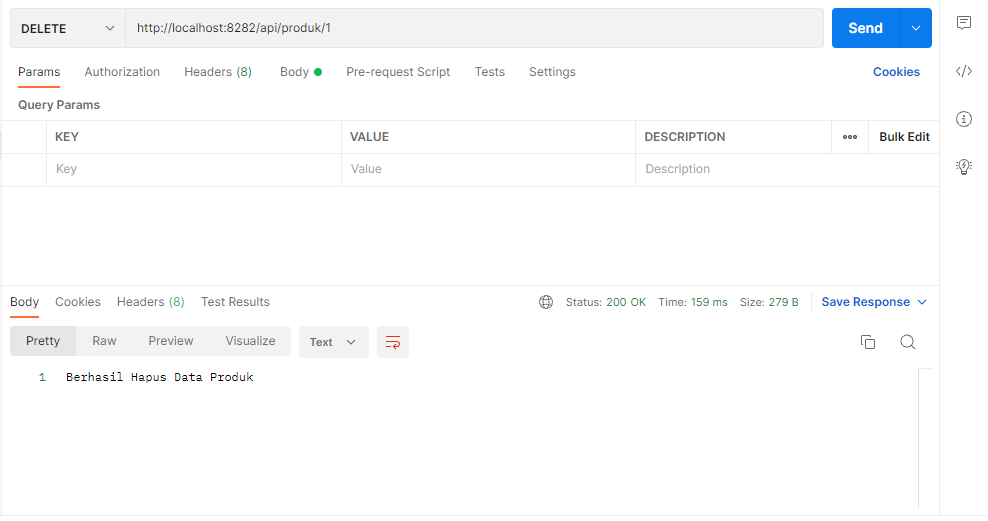 DELETE http://localhost:8282/api/produk/1 Send
Params Authorization Headers (8) Body Pre-request Script Tests Settings Cookies
Query Params
KEY VALUE DESCRIPTION Bulk Edit
Key Value Description
Body Cookies Headers (8) Test Results Status: 200 OK Time: 159 ms Size: 279 B Save Response
Pretty Raw Preview Visualize Text
1 Berhasil Hapus Data Produk